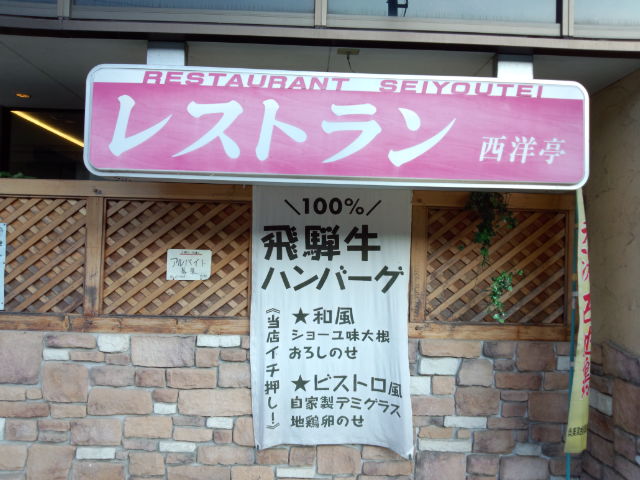 RESTAURANT SEIYOUTEI
レストラン 西洋亭
100%
飛騨牛
ハンバーグ
《当店イチ押し!》
★和風
ショーユ味大根
おろしのせ
★ビストロ風
自家製デミグラス
地鶏卵のせ
アルバイト
募集